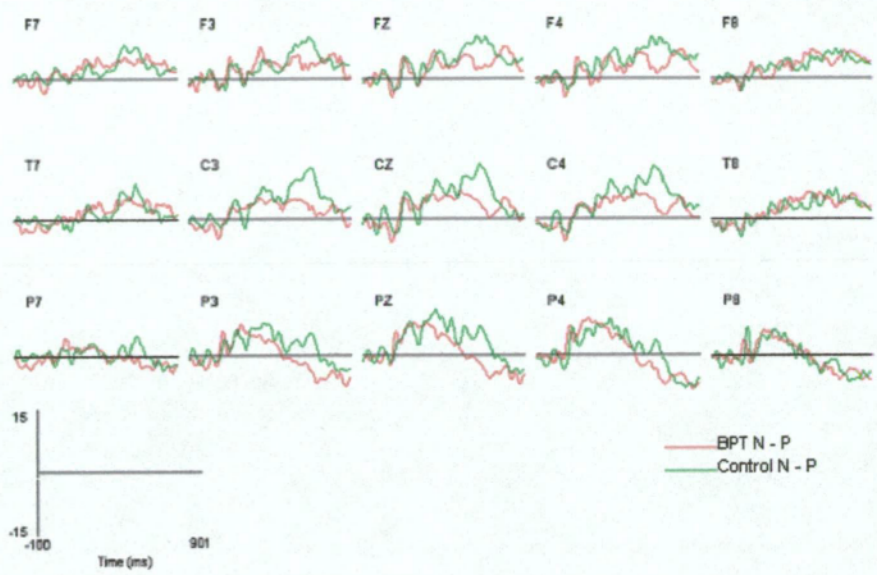 F7 F3 FZ F4 F8
T7 C3 CZ C4 T8
P7 P3 PZ P4 P8
15
BPT N - P
Control N - P
-15
-100 901
Time (ms)